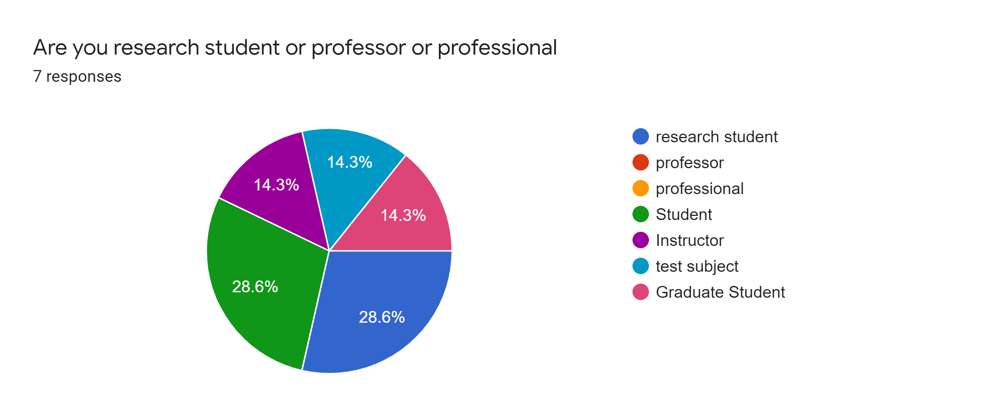 Are you research student or professor or professional
7 responses
14.3%
14.3%
14.3%
28.6%
28.6%
research student
professor
professional
Student
Instructor
test subject
Graduate Student